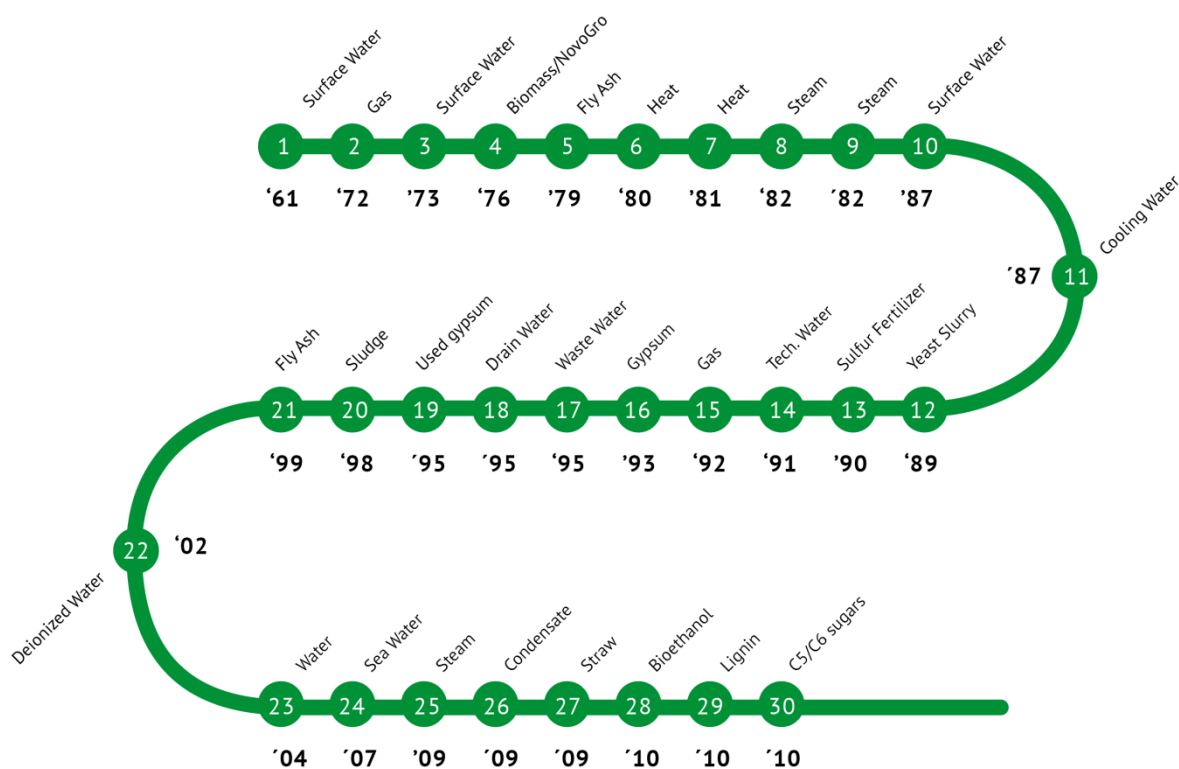 Surface Water
Gas
Surface Water
Biomass/NovoGro
Fly Ash
Heat
Heat
Steam
Steam
Surface Water
1 2 3 4 5 6 7 8 9 10
‘61 ‘72 ’73 ‘76 ’79 ‘80 ’81 ‘82 ´82 ’87
Cooling Water
´87 11
Fly Ash
Sludge
Used gypsum
Drain Water
Waste Water
Gypsum
Gas
Tech. Water
Sulfur Fertilizer
Yeast Slurry
21 20 19 18 17 16 15 14 13 12
‘99 ‘98 ´95 ´95 ‘95 ’93 ‘92 ‘91 ’90 ‘89
22 ‘02
Deionized Water
Water
Sea Water
Steam
Condensate
Straw
Bioethanol
Lignin
C5/C6 sugars
23 24 25 26 27 28 29 30
´04 ´07 ’09 ´09 ´09 ´10 ´10 ´10